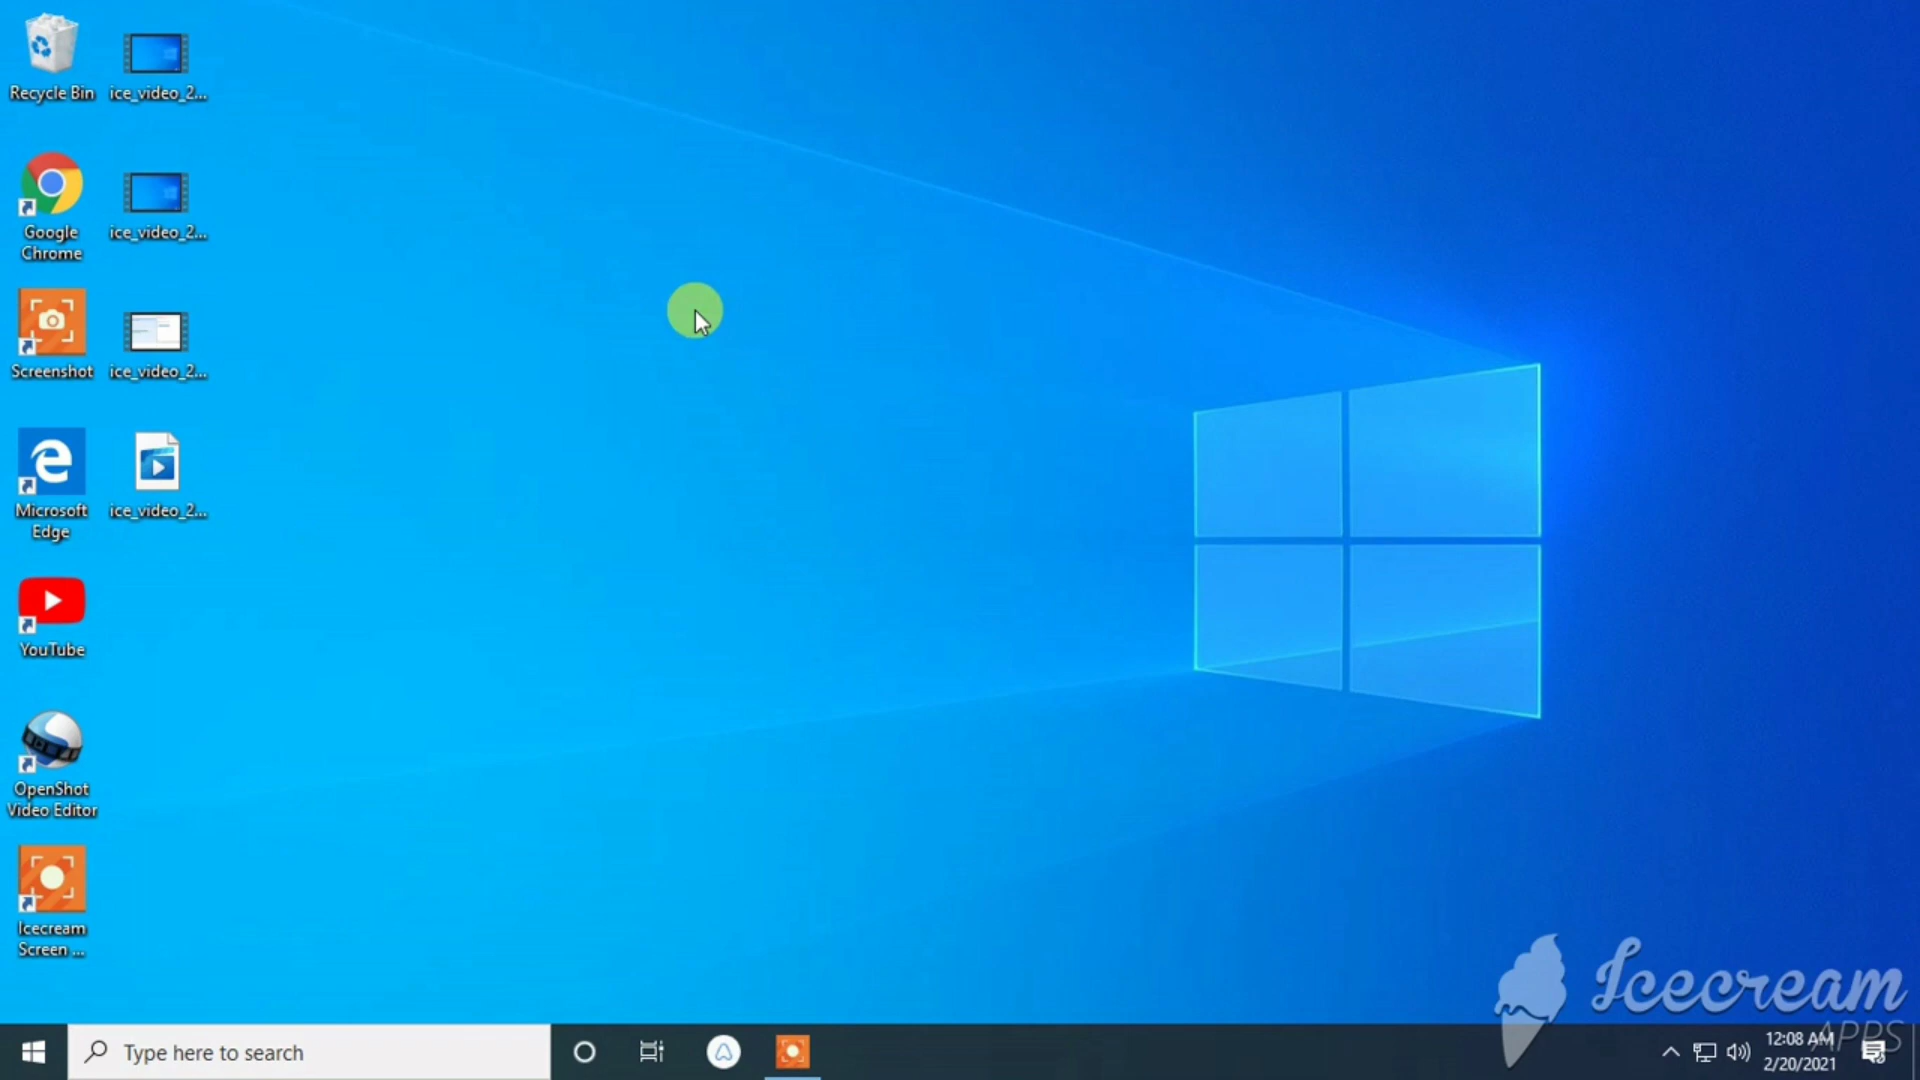 Recycle Bin
ice_video_2...
Google
Chrome
ice_video_2...
Screenshot
ice_video_2...
Microsoft
Edge
ice_video_2...
YouTube
OpenShot
Video Editor
Icecream
Screen ...
Icecream
APPS
Type here to search
12:08 AM
2/20/2021